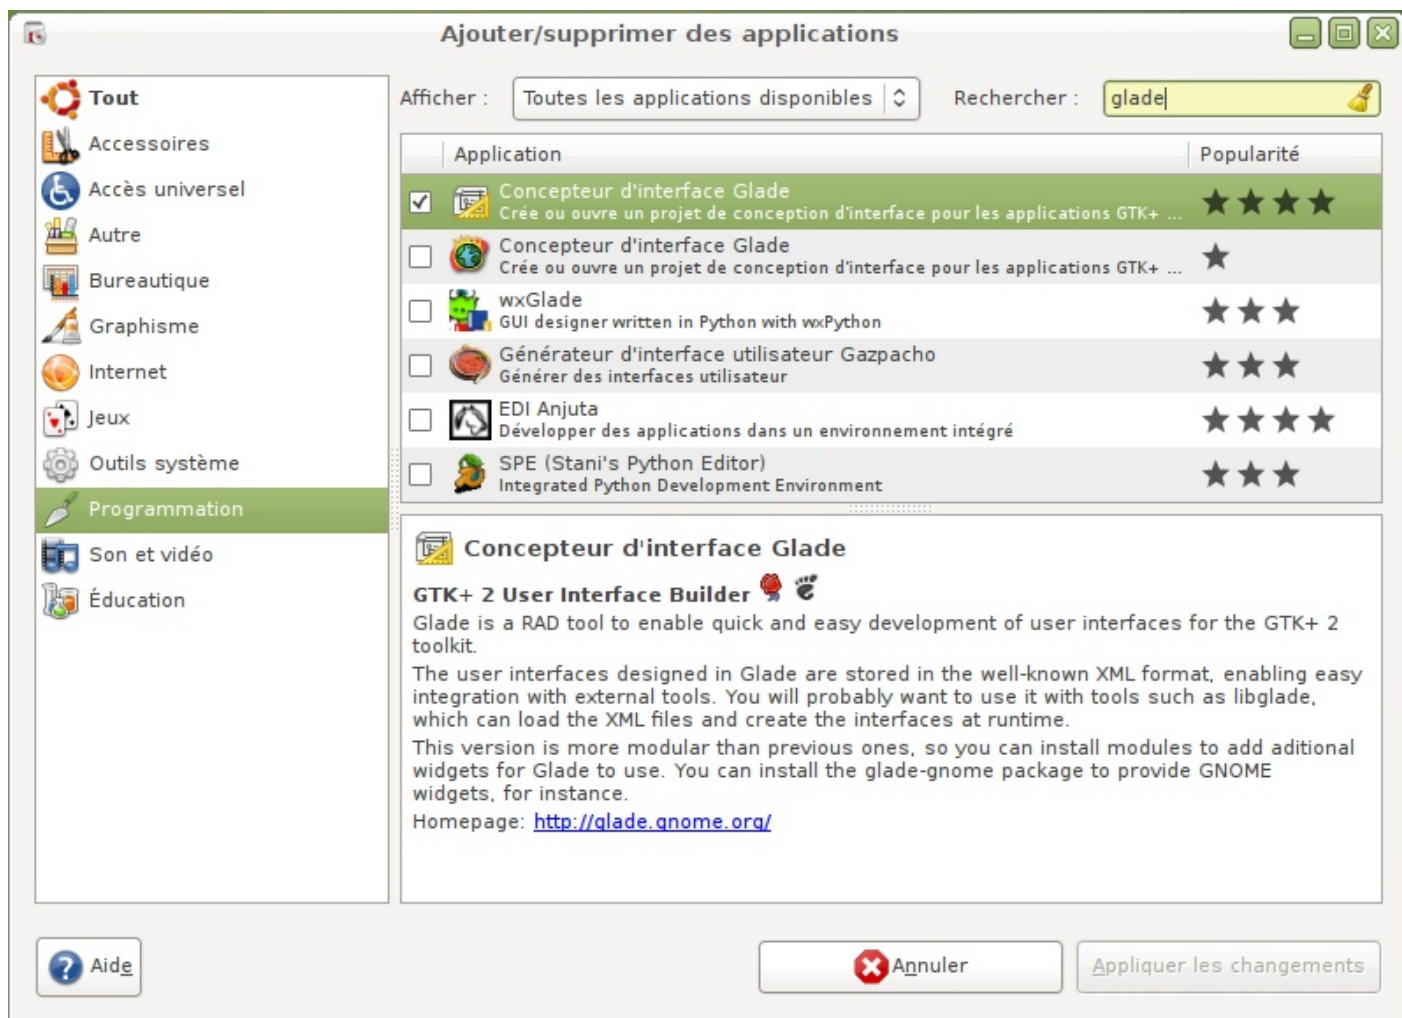 Ajouter/supprimer des applications
Tout
Accessoires
Accès universel
Autre
Bureautique
Graphisme
Internet
Jeux
Outils système
Programmation
Son et vidéo
Éducation
Afficher : Toutes les applications disponibles Rechercher : glade
Application Popularité
Concepteur d'interface Glade
Crée ou ouvre un projet de conception d'interface pour les applications GTK+ ...
Concepteur d'interface Glade
Crée ou ouvre un projet de conception d'interface pour les applications GTK+ ...
wxGlade
GUI designer written in Python with wxPython
Générateur d'interface utilisateur Gazpacho
Générer des interfaces utilisateur
EDI Anjuta
Développer des applications dans un environnement intégré
SPE (Stani's Python Editor)
Integrated Python Development Environment
Concepteur d'interface Glade
GTK+ 2 User Interface Builder
Glade is a RAD tool to enable quick and easy development of user interfaces for the GTK+ 2
toolkit.
The user interfaces designed in Glade are stored in the well-known XML format, enabling easy
integration with external tools. You will probably want to use it with tools such as libglade,
which can load the XML files and create the interfaces at runtime.
This version is more modular than previous ones, so you can install modules to add aditional
widgets for Glade to use. You can install the glade-gnome package to provide GNOME
widgets, for instance.
Homepage: http://glade.gnome.org/
Aide
Annuler
Appliquer les changements